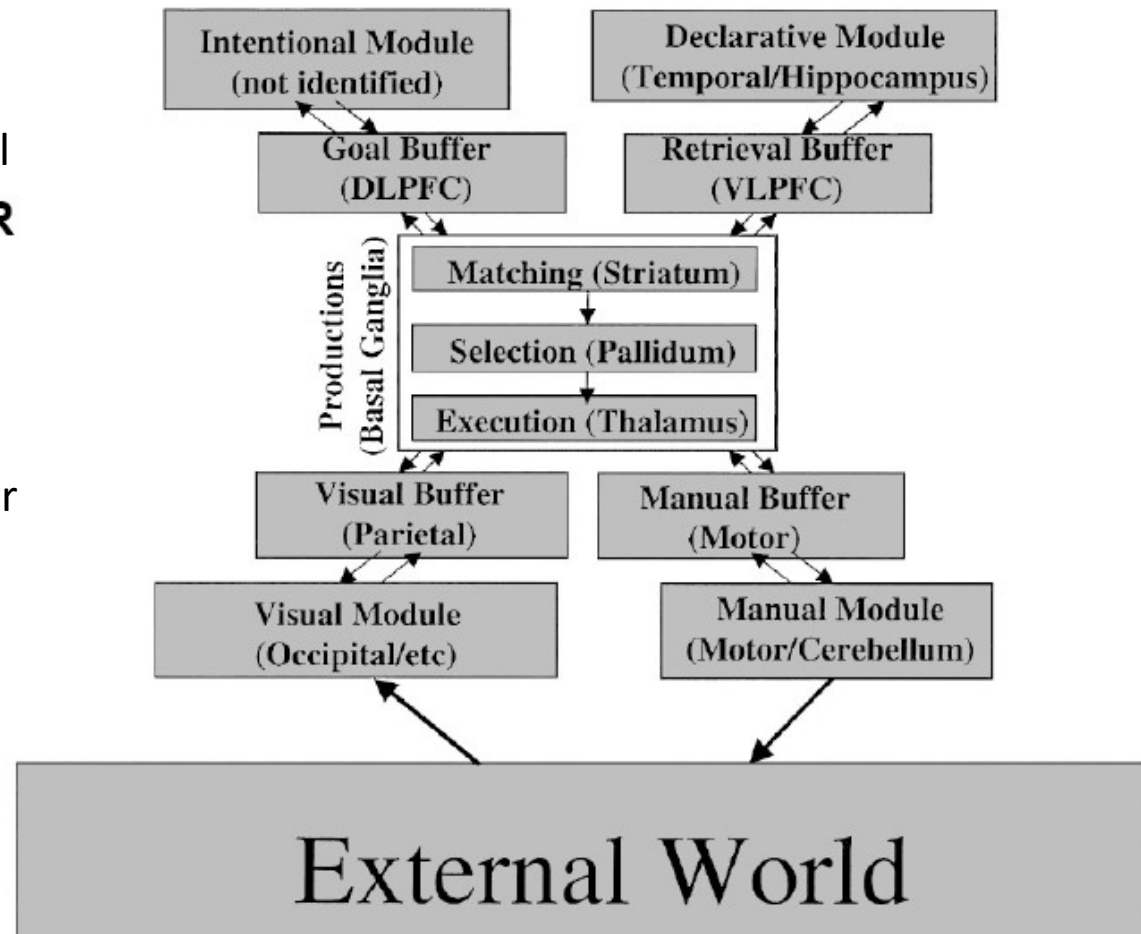 Intentional Module
(not identified)
Declarative Module
(Temporal/Hippocampus)
l
R
r
Goal Buffer
(DLPFC)
Retrieval Buffer
(VLPFC)
Productions
(Basal Ganglia)
Matching (Striatum)
Selection (Pallidum)
Execution (Thalamus)
Visual Buffer
(Parietal)
Manual Buffer
(Motor)
Visual Module
(Occipital/etc)
Manual Module
(Motor/Cerebellum)
External World